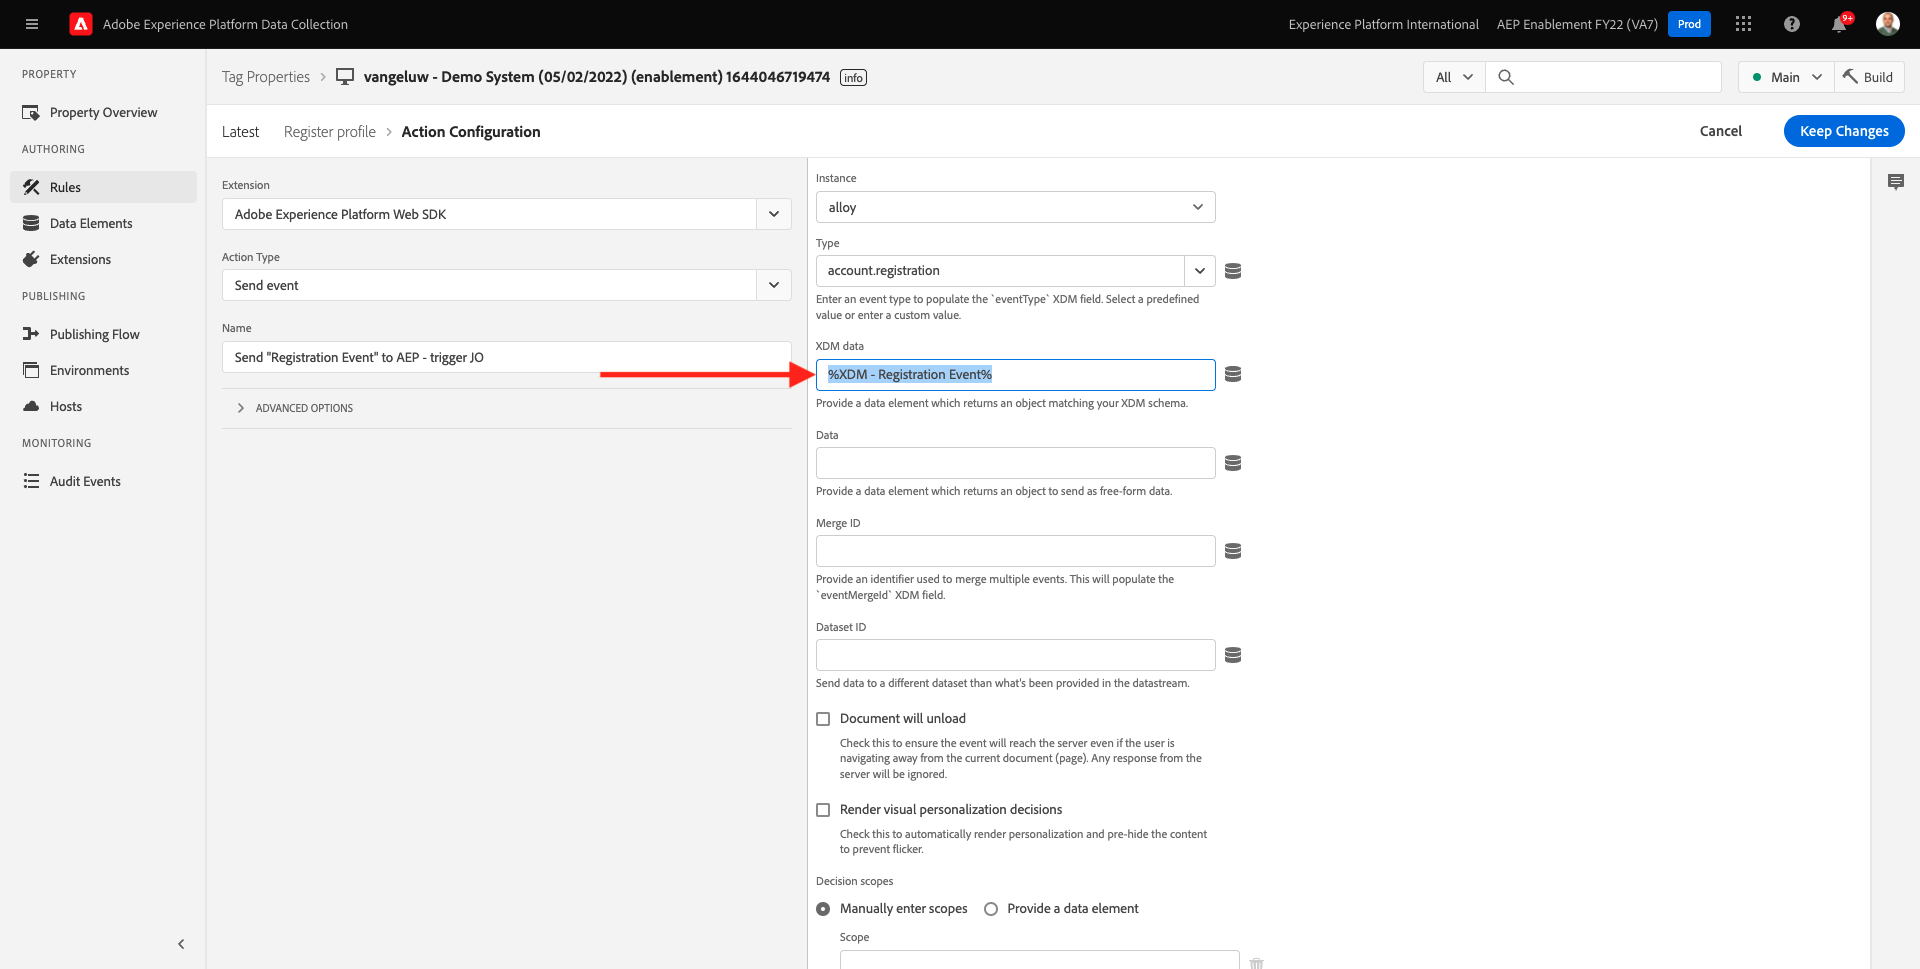 Adobe Experience Platform Data Collection
Experience Platform International
AEP Enablement FY22 (VA7)
Prod
9+
PROPERTY
Property Overview
AUTHORING
Rules
Data Elements
Extensions
PUBLISHING
Publishing Flow
Environments
Hosts
MONITORING
Audit Events
Tag Properties
vangeluw - Demo System (05/02/2022) (enablement) 1644046719474
info
All
Main
Build
Latest
Register profile
Action Configuration
Cancel
Keep Changes
Extension
Adobe Experience Platform Web SDK
Action Type
Send event
Name
Send "Registration Event" to AEP - trigger JO
ADVANCED OPTIONS
Instance
alloy
Type
account.registration
Enter an event type to populate the `eventType` XDM field. Select a predefined
value or enter a custom value.
XDM data
%XDM - Registration Event%
Provide a data element which returns an object matching your XDM schema.
Data
Provide a data element which returns an object to send as free-form data.
Merge ID
Provide an identifier used to merge multiple events. This will populate the
`eventMergeId` XDM field.
Dataset ID
Send data to a different dataset than what's been provided in the datastream.
Document will unload
Check this to ensure the event will reach the server even if the user is
navigating away from the current document (page). Any response from the
server will be ignored.
Render visual personalization decisions
Check this to automatically render personalization and pre-hide the content
to prevent flicker.
Decision scopes
Manually enter scopes
Provide a data element
Scope